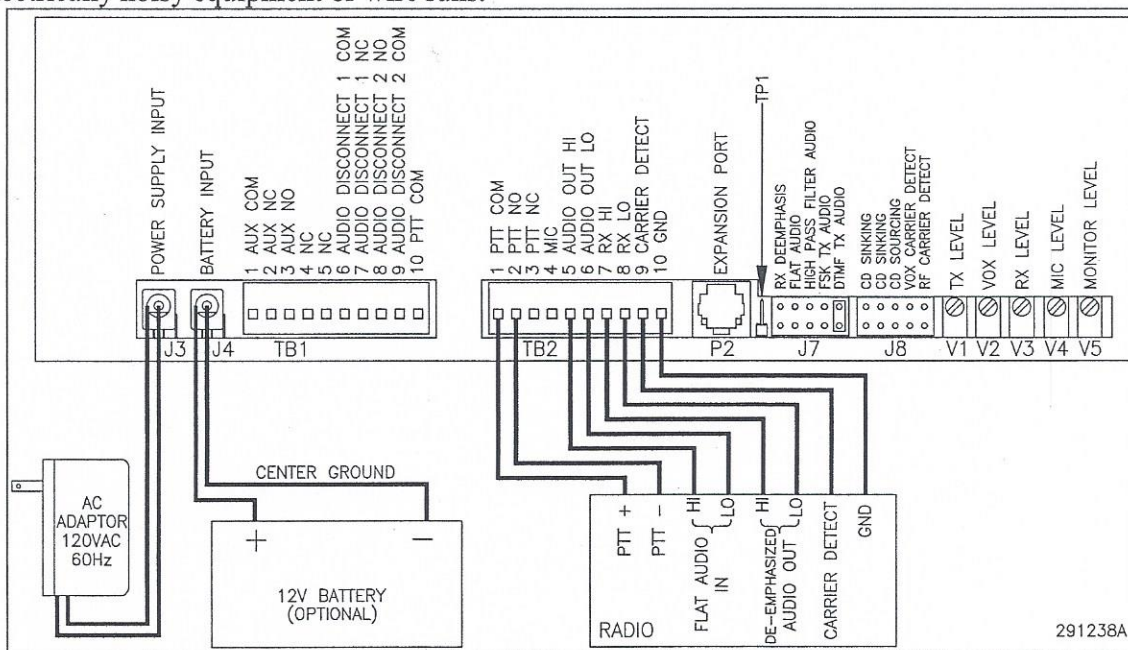 electrically noisy equipment or wire runs.
POWER SUPPLY INPUT
BATTERY INPUT
1 AUX COM
2 AUX NC
3 AUX NO
4 NC
5 NC
6 AUDIO DISCONNECT 1 COM
7 AUDIO DISCONNECT 1 NC
8 AUDIO DISCONNECT 2 NO
9 AUDIO DISCONNECT 2 COM
10 PTT COM
1 PTT COM
2 PTT NO
3 PTT NC
4 MIC
5 AUDIO OUT HI
6 AUDIO OUT LO
7 RX HI
8 RX LO
9 CARRIER DETECT
10 GND
EXPANSION PORT
TP1
RX DEEMPHASIS
FLAT AUDIO
HIGH PASS FILTER AUDIO
FSK TX AUDIO
DTMF TX AUDIO
CD SINKING
CD SINKING
CD SOURCING
VOX CARRIER DETECT
RF CARRIER DETECT
TX LEVEL
VOX LEVEL
RX LEVEL
MIC LEVEL
MONITOR LEVEL
J3
J4
TB1
TB2
P2
J7
J8
V1
V2
V3
V4
V5
AC
ADAPTOR
120VAC
60Hz
CENTER GROUND
+
−
12V BATTERY
(OPTIONAL)
PTT +
PTT −
HI
LO
FLAT AUDIO
IN
HI
LO
DE-EMPHASIZED
AUDIO OUT
CARRIER DETECT
GND
RADIO
291238A